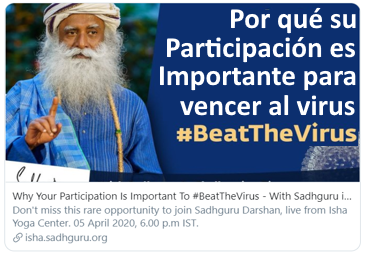 Por qué su
Participación es
Importante para
vencer al virus
#BeatTheVirus
Why Your Participation Is Important To #BeatTheVirus - With Sadhguru i...
Don't miss this rare opportunity to join Sadhguru Darshan, live from Isha
Yoga Center. 05 April 2020, 6.00 p.m IST.
isha.sadhguru.org